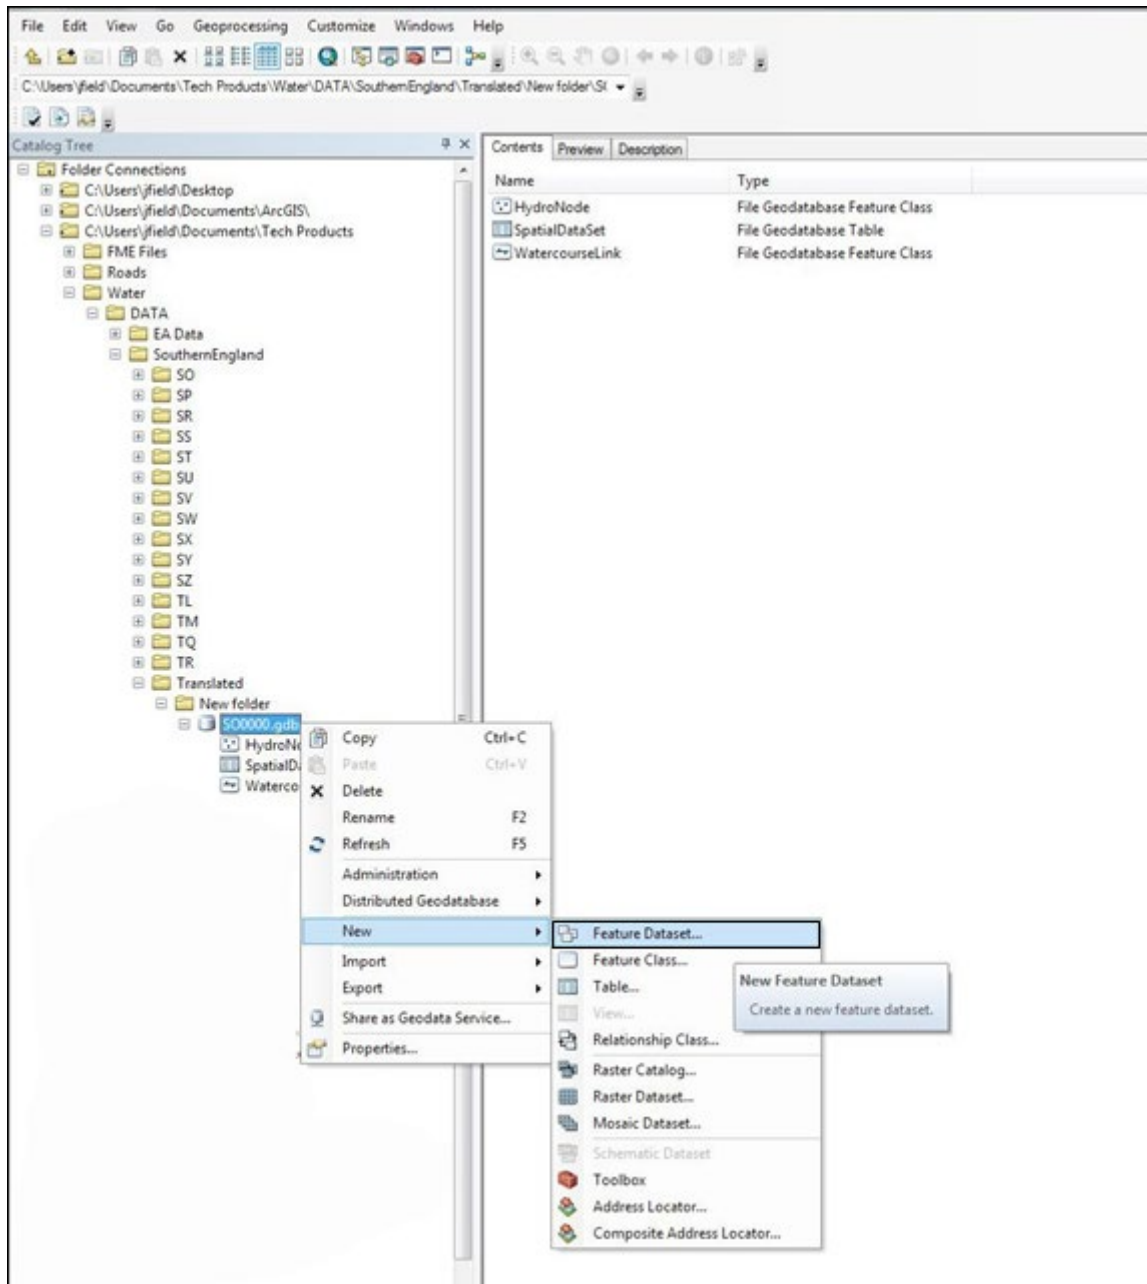 File Edit View Go Geoprocessing Customize Windows Help
C:\Users\jfield\Documents\Tech Products\Water\DATA\SouthernEngland\Translated\New folder\S
Catalog Tree
Contents Preview Description
Folder Connections
C:\Users\jfield\Desktop
C:\Users\jfield\Documents\ArcGIS\
C:\Users\jfield\Documents\Tech Products
FME Files
Roads
Water
DATA
EA Data
SouthernEngland
SO
SP
SR
SS
ST
SU
SV
SW
SX
SY
SZ
TL
TM
TQ
TR
Translated
New folder
SO0000.gdb
HydroNo
SpatialDa
Waterco
Name Type
HydroNode File Geodatabase Feature Class
SpatialDataSet File Geodatabase Table
WatercourseLink File Geodatabase Feature Class
Copy Ctrl+C
Paste Ctrl+V
Delete
Rename F2
Refresh F5
Administration
Distributed Geodatabase
New
Import
Export
Share as Geodata Service...
Properties...
Feature Dataset...
Feature Class...
Table...
View...
Relationship Class...
Raster Catalog...
Raster Dataset...
Mosaic Dataset...
Schematic Dataset
Toolbox
Address Locator...
Composite Address Locator...
New Feature Dataset
Create a new feature dataset.